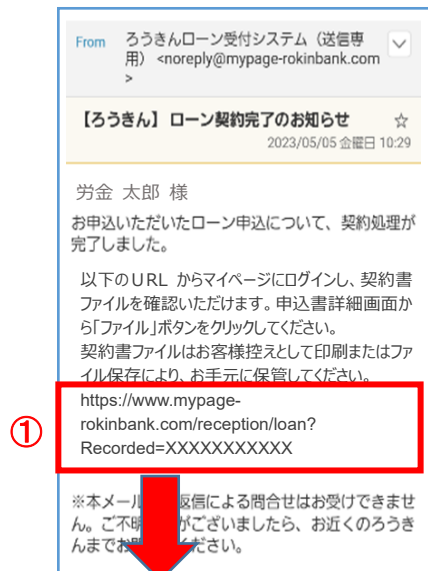 From ろうきんローン受付システム（送信専
用）<noreply@mypage-rokinbank.com
>
【ろうきん】ローン契約完了のお知らせ ☆
2023/05/05 金曜日 10:29
労金 太郎 様
お申込いただいたローン申込について、契約処理が
完了しました。
以下のURL からマイページにログインし、契約書
ファイルを確認いただけます。申込書詳細画面か
ら「ファイル」ボタンをクリックしてください。
契約書ファイルはお客様控えとして印刷またはファ
イル保存により、お手元に保管してください。
①
https://www.mypage-
rokinbank.com/reception/loan?
Recorded=XXXXXXXXXXX
※本メール 返信による問合せはお受けできませ
ん。ご不明 がございましたら、お近くのろうき
んまでお ください。